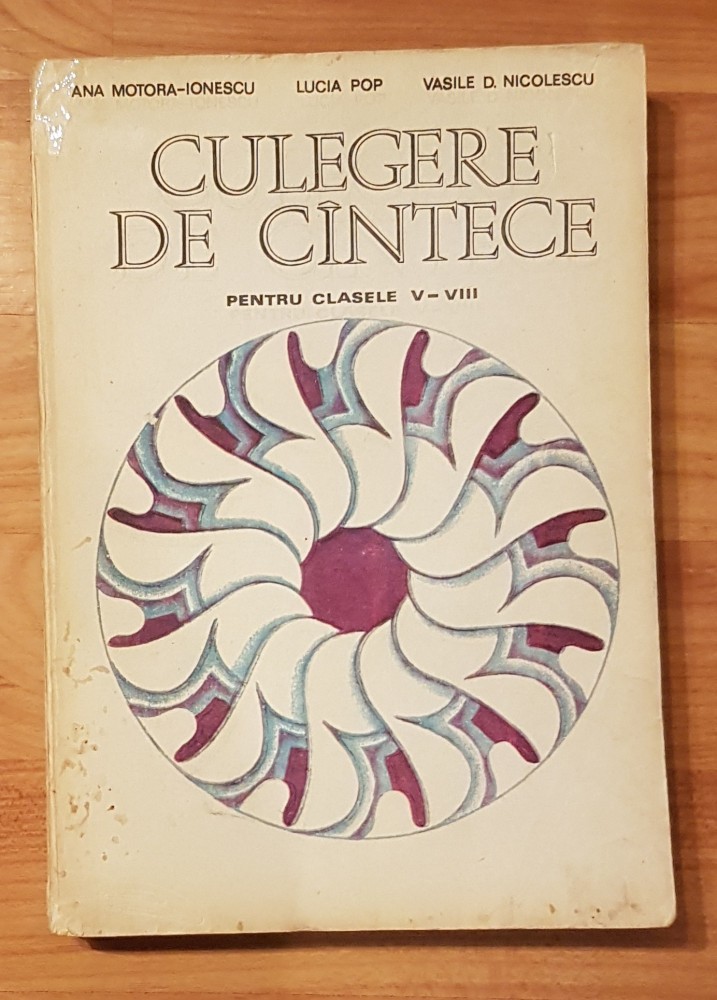 ANA MOTORA-IONESCU LUCIA POP VASILE D. NICOLESCU
CULEGERE
DE CÎNTECE
PENTRU CLASELE V-VIII